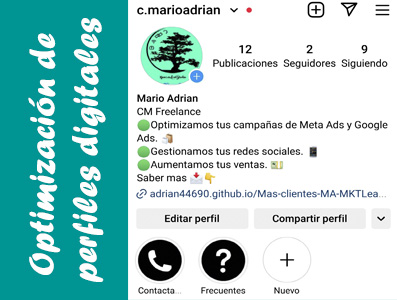 Optimización de
perfiles digitales
c.marioadrian
12
2
9
Publicaciones
Seguidores
Siguiendo
Mario Adrian
CM Freelance
Optimizamos tus campañas de Meta Ads y Google
Ads.
Gestionamos tus redes sociales.
Aumentamos tus ventas.
Saber mas
adrian44690.github.io/Mas-clientes-MA-MKTLea...
Editar perfil
Compartir perfil
Contacta...
Frecuentes
Nuevo